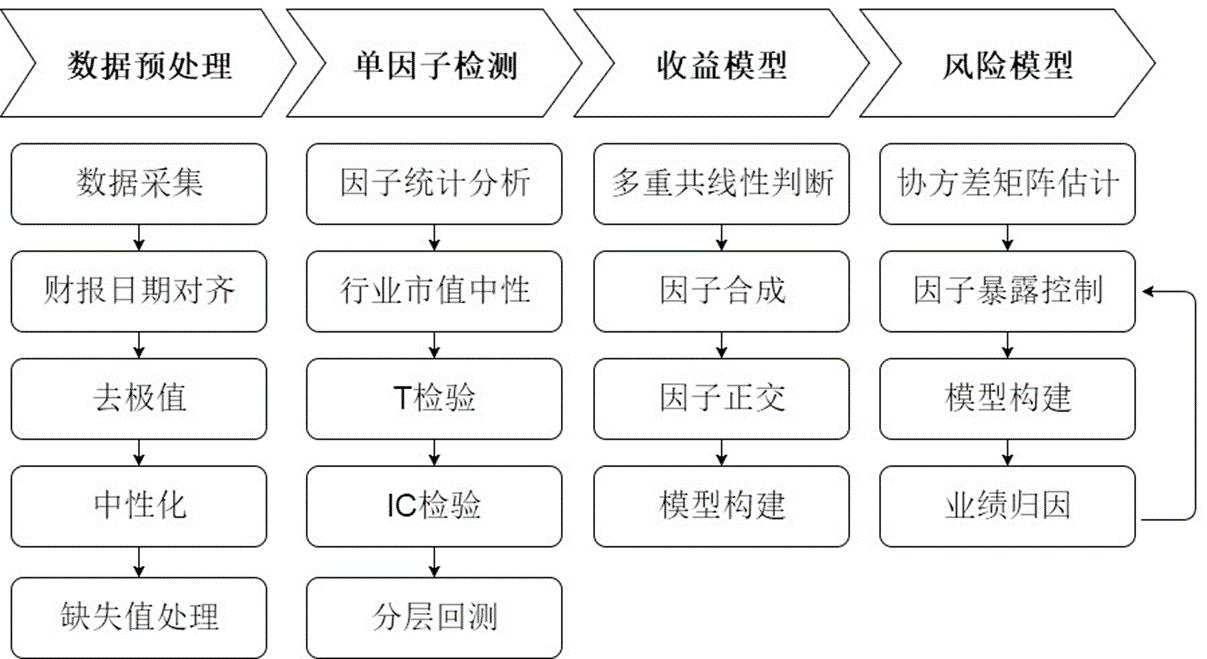 数据预处理
单因子检测
收益模型
风险模型
数据采集
财报日期对齐
去极值
中性化
缺失值处理
因子统计分析
行业市值中性
T检验
IC检验
分层回测
多重共线性判断
因子合成
因子正交
模型构建
协方差矩阵估计
因子暴露控制
模型构建
业绩归因